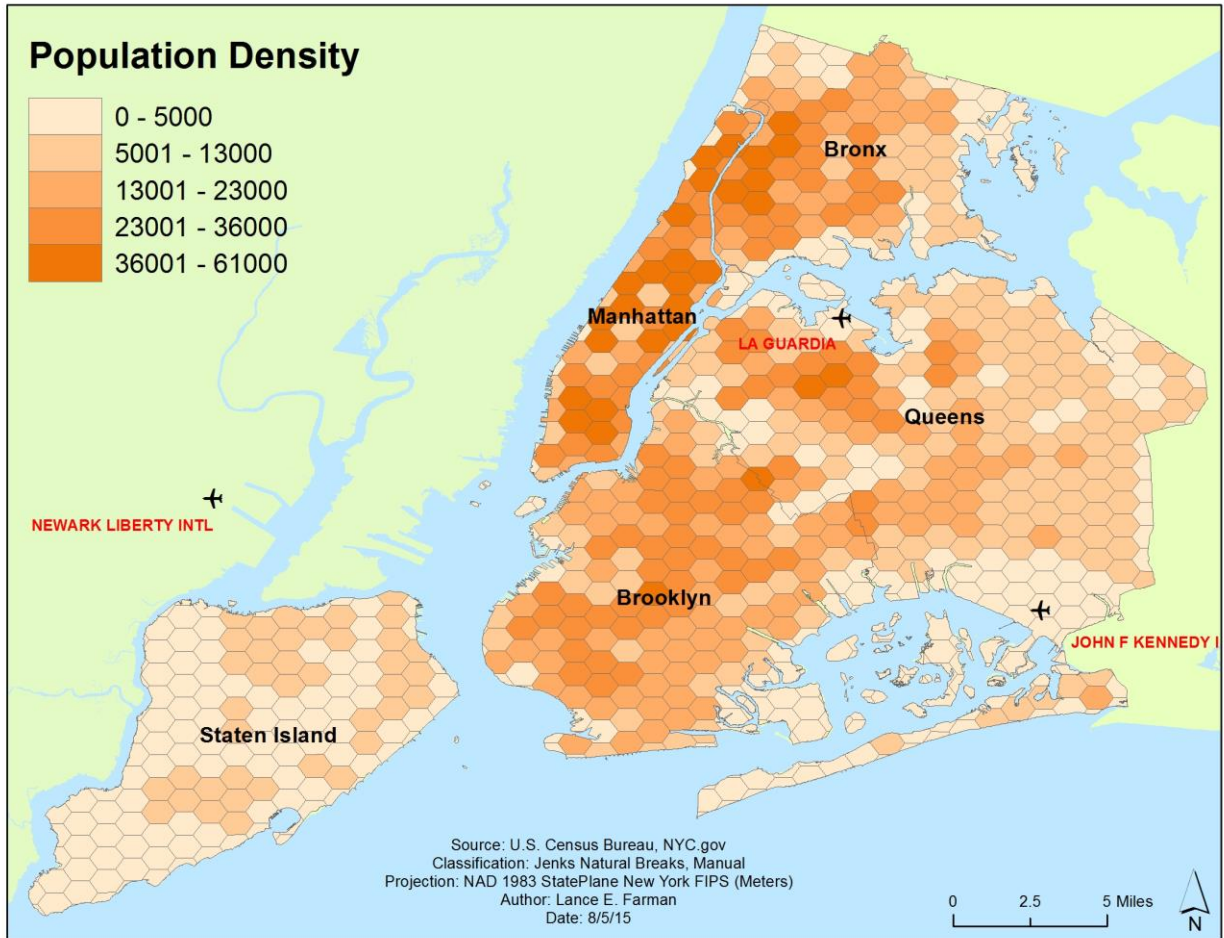 Population Density
0 - 5000
5001 - 13000
13001 - 23000
23001 - 36000
36001 - 61000
Bronx
Manhattan
LA GUARDIA
Queens
NEWARK LIBERTY INTL
Brooklyn
JOHN F KENNEDY I
Staten Island
Source: U.S. Census Bureau, NYC.gov
Classification: Jenks Natural Breaks, Manual
Projection: NAD 1983 StatePlane New York FIPS (Meters)
Author: Lance E. Farman
Date: 8/5/15
0 2.5 5 Miles
N